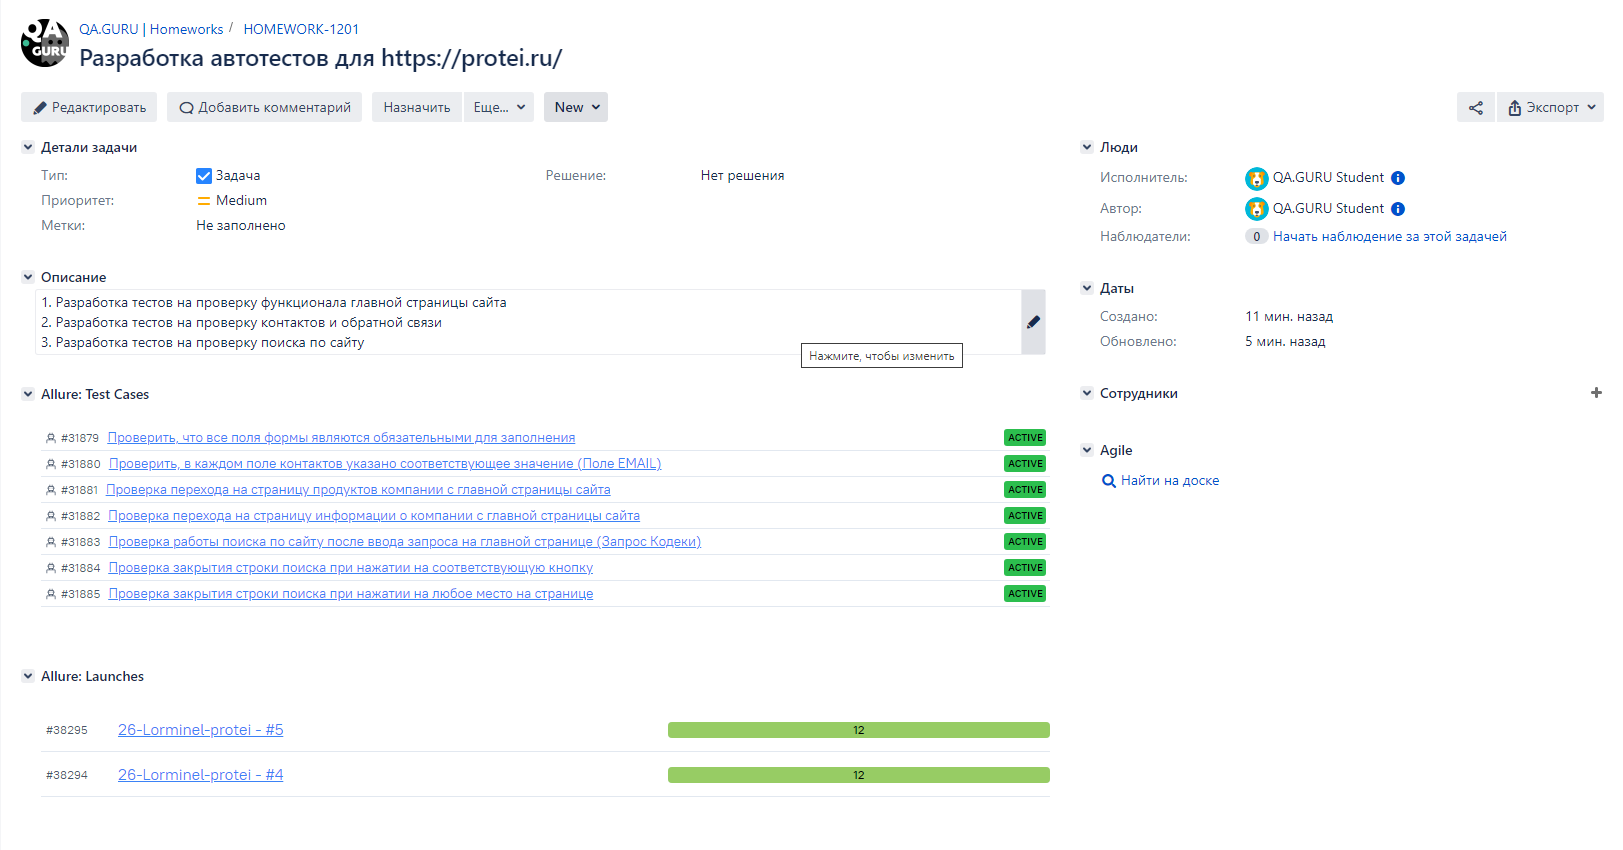 QA
GURU
QA.GURU | Homeworks / HOMEWORK-1201
Разработка автотестов для https://protei.ru/
Редактировать Добавить комментарий Назначить Еще... New Экспорт
Детали задачи
Тип: Задача Решение: Нет решения
Приоритет: Medium
Метки: Не заполнено
Описание
1. Разработка тестов на проверку функционала главной страницы сайта
2. Разработка тестов на проверку контактов и обратной связи
3. Разработка тестов на проверку поиска по сайту
Нажмите, чтобы изменить
Allure: Test Cases
#31879 Проверить, что все поля формы являются обязательными для заполнения ACTIVE
#31880 Проверить, в каждом поле контактов указано соответствующее значение (Поле EMAIL) ACTIVE
#31881 Проверка перехода на страницу продуктов компании с главной страницы сайта ACTIVE
#31882 Проверка перехода на страницу информации о компании с главной страницы сайта ACTIVE
#31883 Проверка работы поиска по сайту после ввода запроса на главной странице (Запрос Кодеки) ACTIVE
#31884 Проверка закрытия строки поиска при нажатии на соответствующую кнопку ACTIVE
#31885 Проверка закрытия строки поиска при нажатии на любое место на странице ACTIVE
Allure: Launches
#38295 26-Lorminel-protei - #5 12
#38294 26-Lorminel-protei - #4 12
Люди
Исполнитель: QA.GURU Student
Автор: QA.GURU Student
Наблюдатели: 0 Начать наблюдение за этой задачей
Даты
Создано: 11 мин. назад
Обновлено: 5 мин. назад
Сотрудники
Agile
Найти на доске